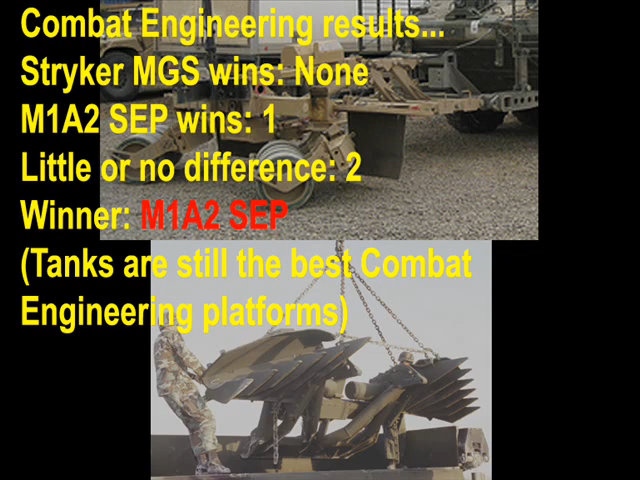 Combat Engineering results...
Stryker MGS wins: None
M1A2 SEP wins: 1
Little or no difference: 2
Winner: M1A2 SEP
(Tanks are still the best Combat
Engineering platforms)